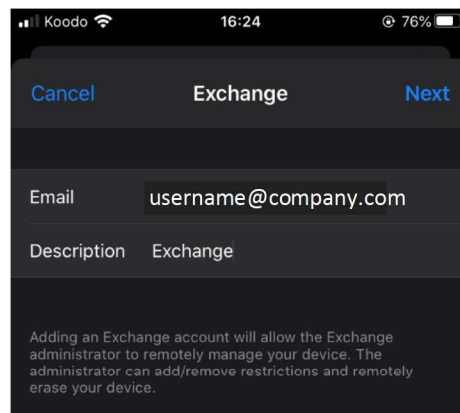 Koodo 16:24 76%
Cancel Exchange Next
Email username@company.com
Description Exchange
Adding an Exchange account will allow the Exchange
administrator to remotely manage your device. The
administrator can add/remove restrictions and remotely
erase your device.